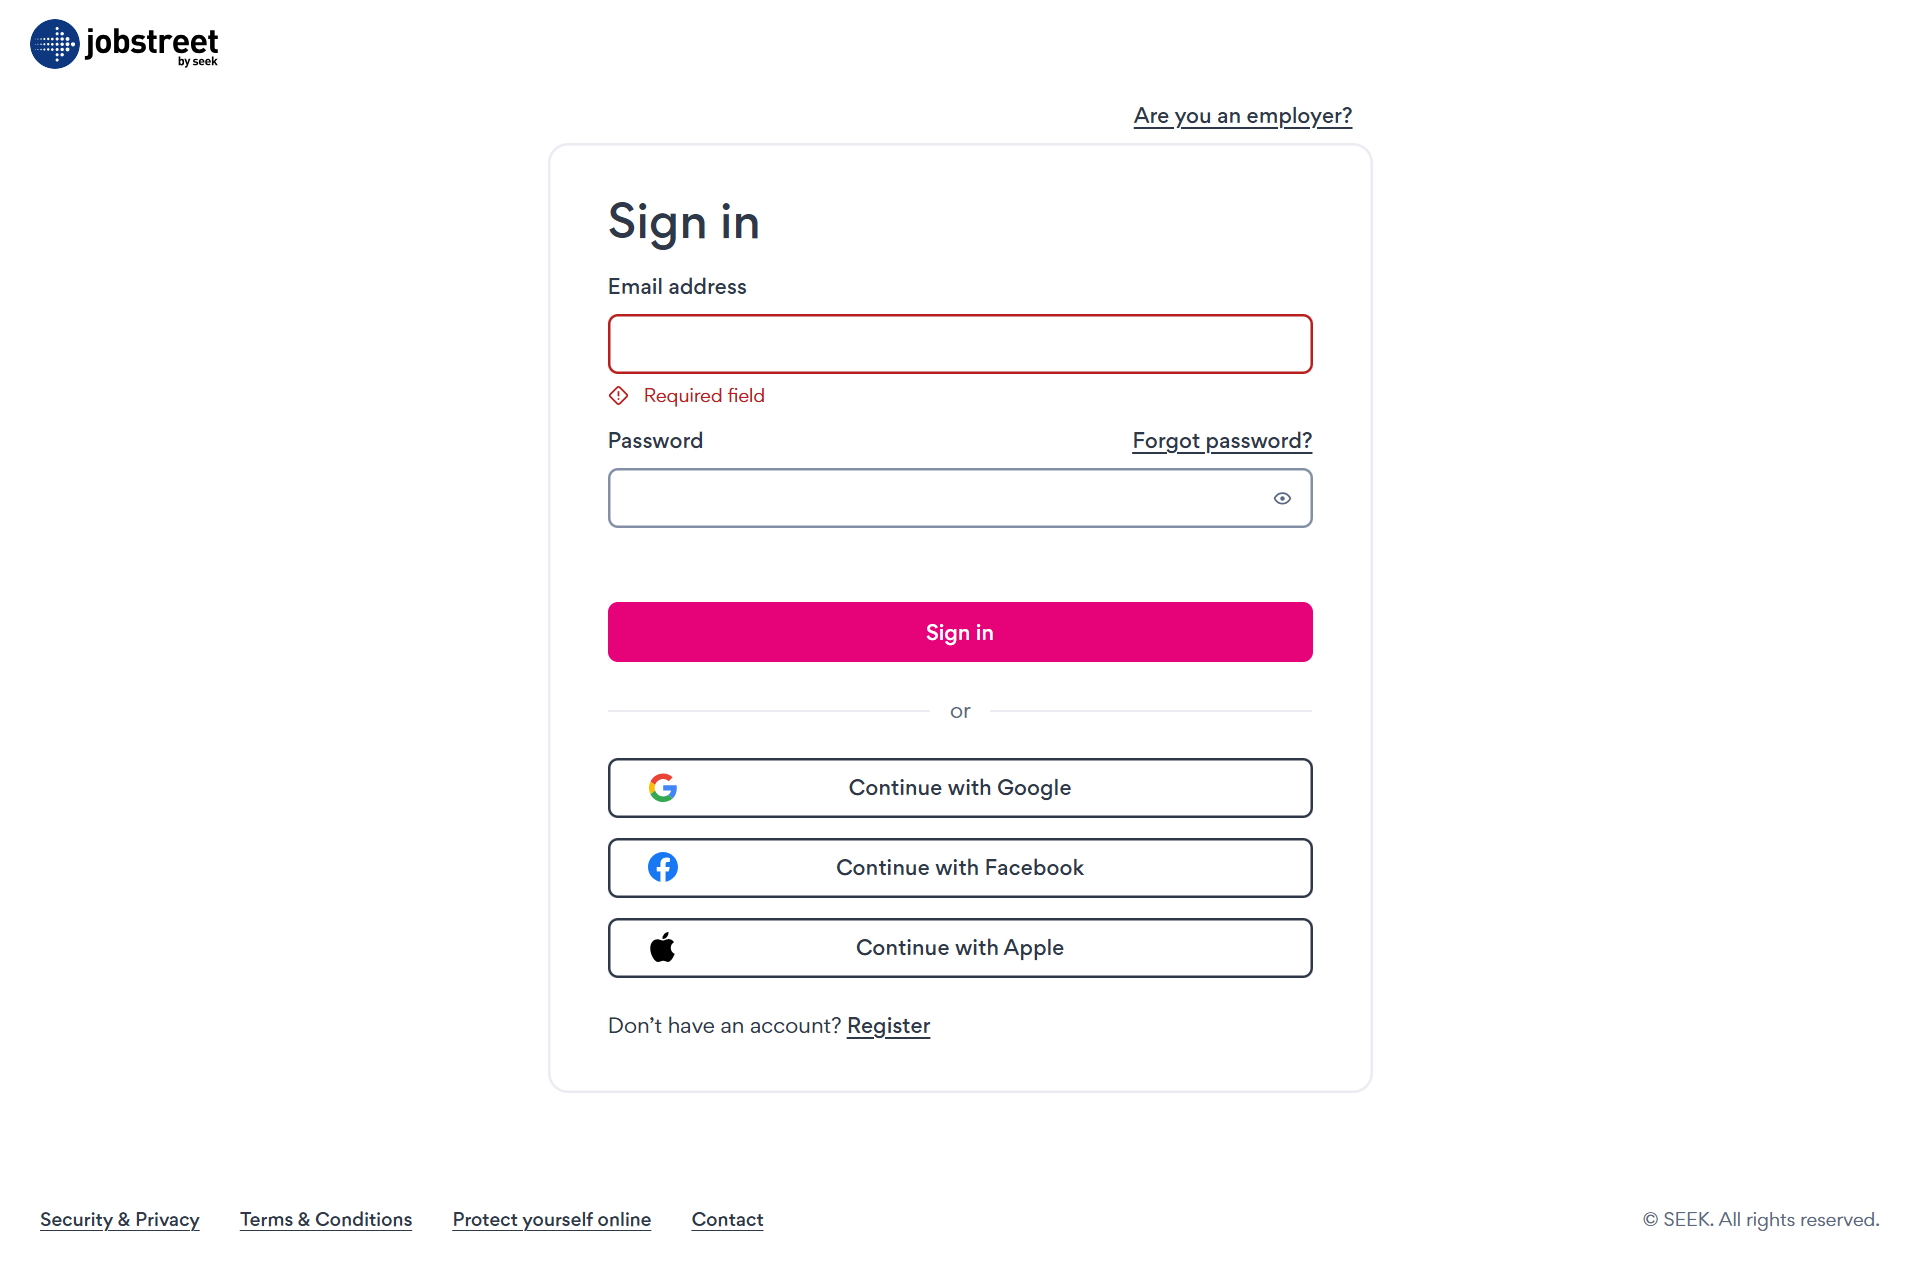 jobstreet
by seek
Are you an employer?
Sign in
Email address
Required field
Password
Forgot password?
Sign in
or
Continue with Google
Continue with Facebook
Continue with Apple
Don’t have an account? Register
Security & Privacy
Terms & Conditions
Protect yourself online
Contact
© SEEK. All rights reserved.